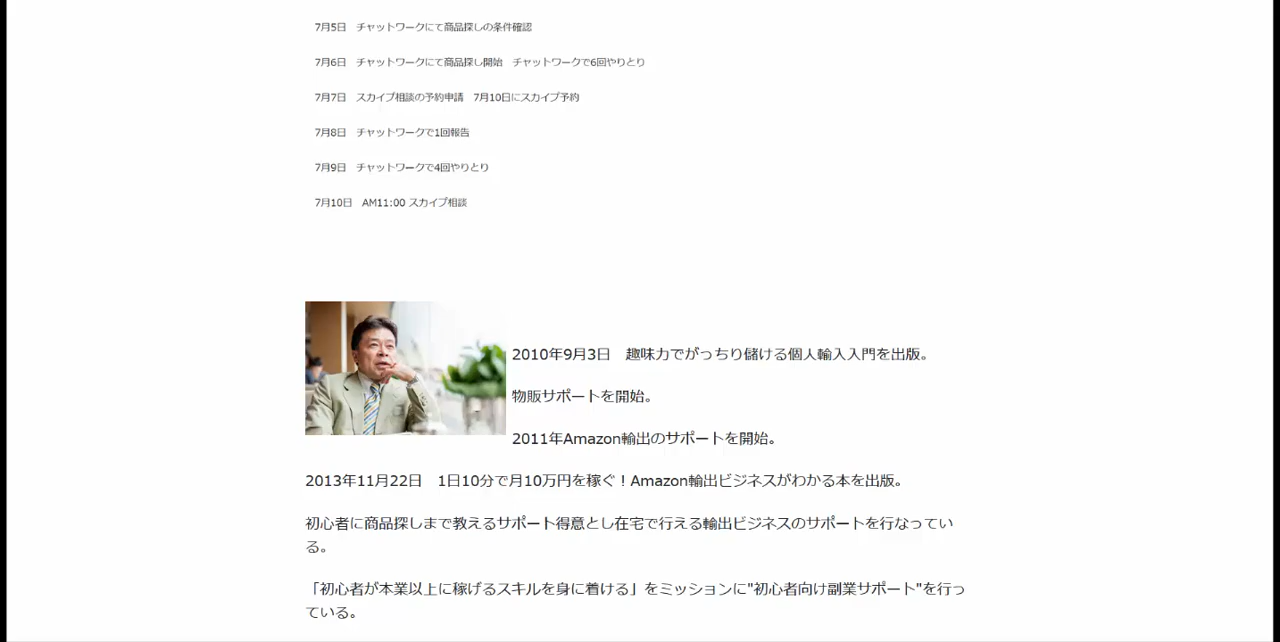 7月5日　チャットワークにて商品探しの条件確認
7月6日　チャットワークにて商品探し開始　チャットワークで6回やりとり
7月7日　スカイプ相談の予約申請　7月10日にスカイプ予約
7月8日　チャットワークで1回報告
7月9日　チャットワークで4回やりとり
7月10日　AM11:00 スカイプ相談
2010年9月3日　趣味力でがっちり儲ける個人輸入入門を出版。
物販サポートを開始。
2011年Amazon輸出のサポートを開始。
2013年11月22日　1日10分で月10万円を稼ぐ！Amazon輸出ビジネスがわかる本を出版。
初心者に商品探しまで教えるサポート得意とし在宅で行える輸出ビジネスのサポートを行なってい
る。
「初心者が本業以上に稼げるスキルを身に着ける」をミッションに"初心者向け副業サポート"を行っ
ている。